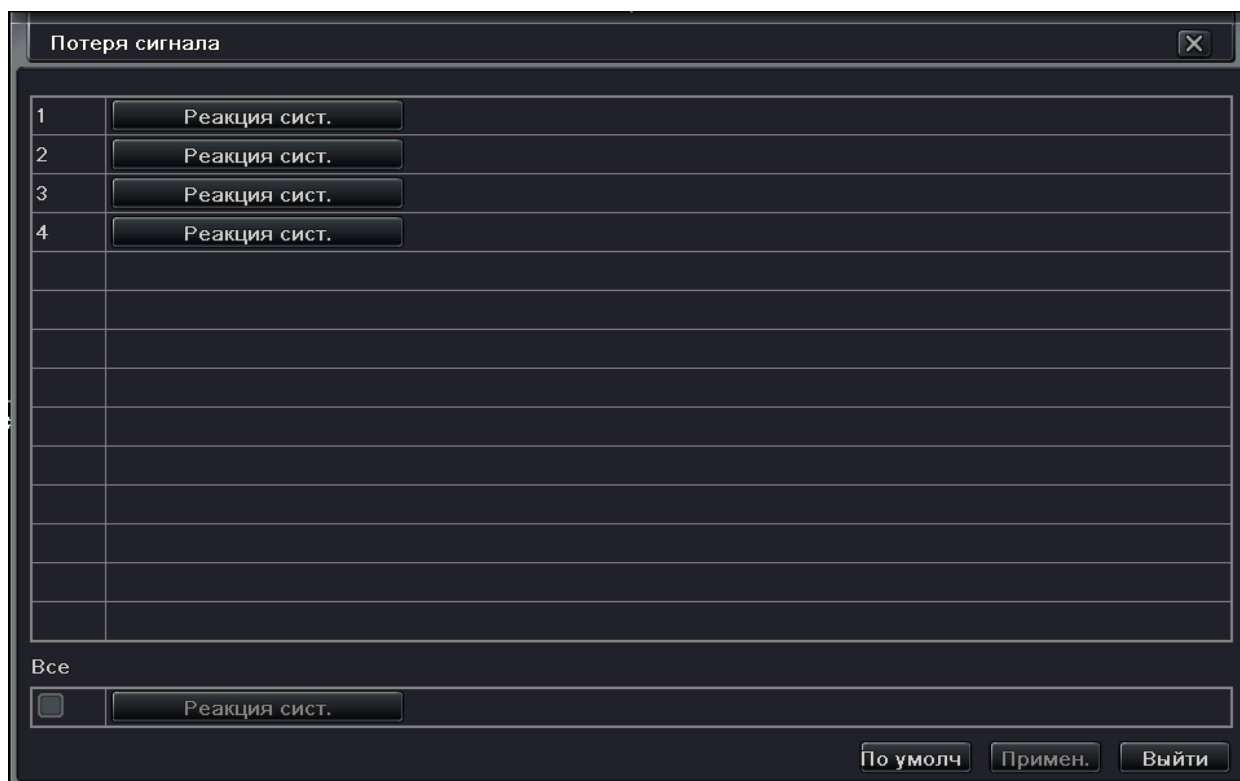 Потеря сигнала
1 Реакция сист.
2 Реакция сист.
3 Реакция сист.
4 Реакция сист.
Все
Реакция сист.
По умолч Примен. Выйти